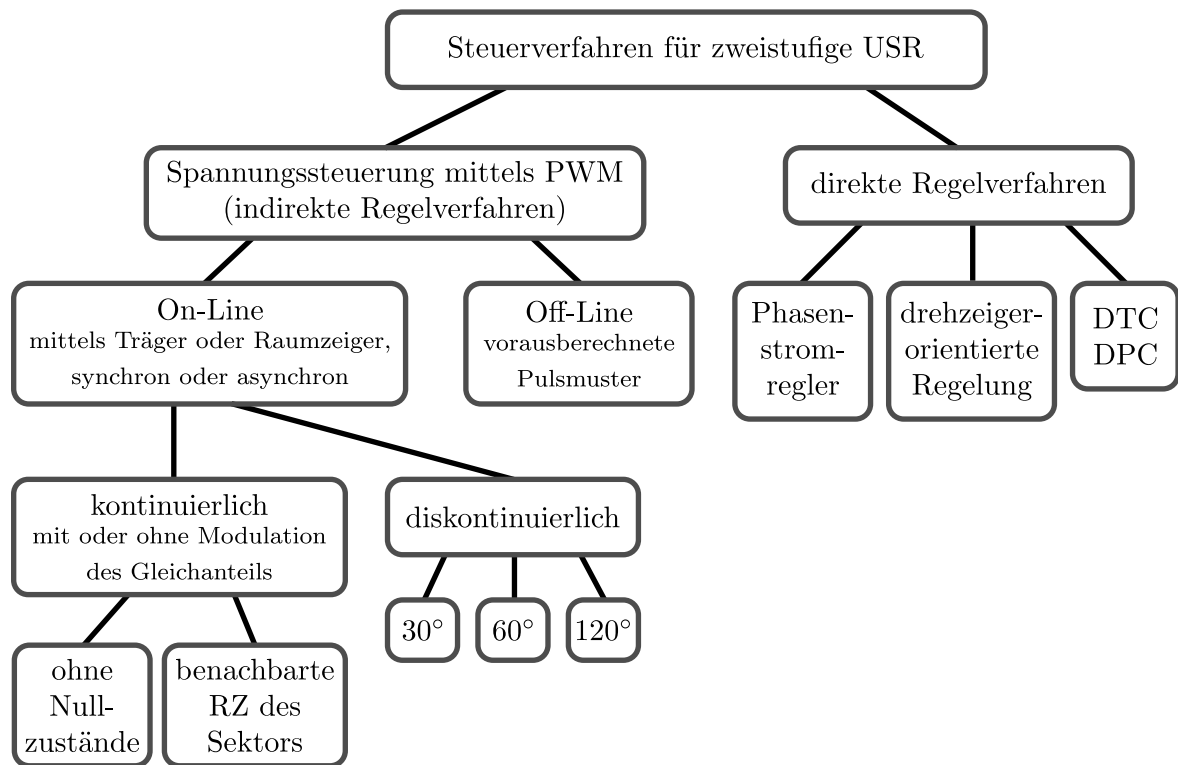 Steuerverfahren für zweistufige USR
Spannungssteuerung mittels PWM
(indirekte Regelverfahren)
direkte Regelverfahren
On-Line
mittels Träger oder Raumzeiger,
synchron oder asynchron
Off-Line
vorausberechnete
Pulsmuster
Phasen-
strom-
regler
drehzeiger-
orientierte
Regelung
DTC
DPC
kontinuierlich
mit oder ohne Modulation
des Gleichanteils
diskontinuierlich
30°
60°
120°
ohne
Null-
zustände
benachbarte
RZ des
Sektors